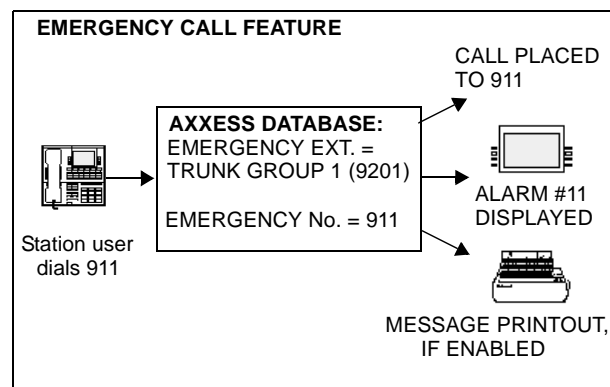 EMERGENCY CALL FEATURE
CALL PLACED
TO 911
AXXESS DATABASE:
EMERGENCY EXT. =
TRUNK GROUP 1 (9201)
EMERGENCY No. = 911
Station user
dials 911
ALARM #11
DISPLAYED
MESSAGE PRINTOUT,
IF ENABLED